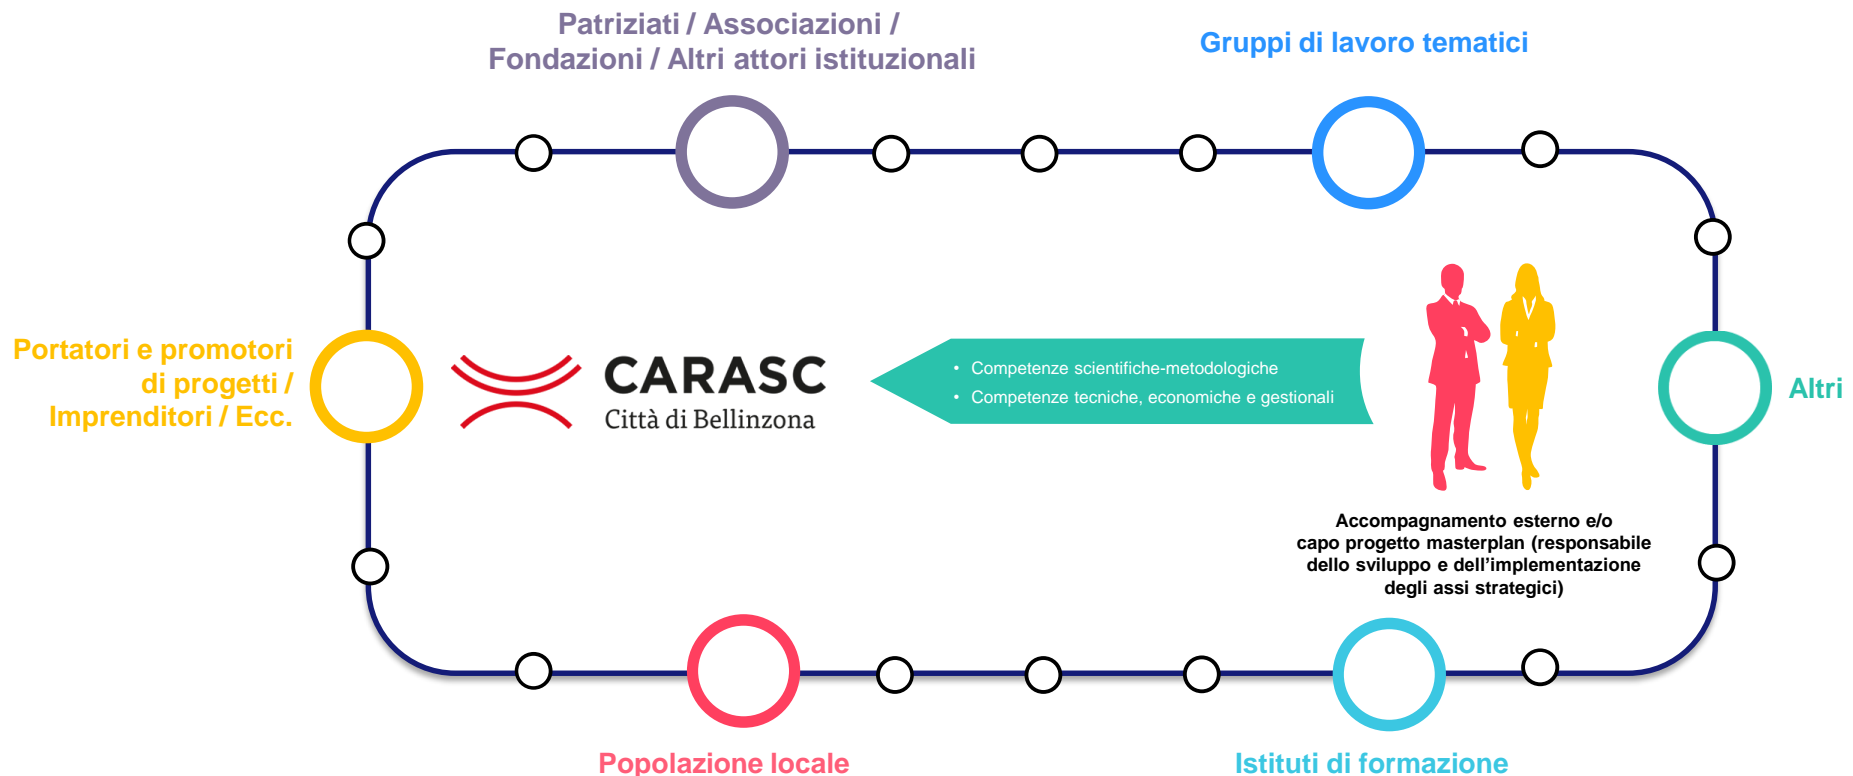 Patriziati / Associazioni /
Fondazioni / Altri attori istituzionali
Gruppi di lavoro tematici
Portatori e promotori
di progetti /
Imprenditori / Ecc.
CARASC
Città di Bellinzona
• Competenze scientifiche-metodologiche
• Competenze tecniche, economiche e gestionali
Altri
Accompagnamento esterno e/o
capo progetto masterplan (responsabile
dello sviluppo e dell'implementazione
degli assi strategici)
Popolazione locale
Istituti di formazione